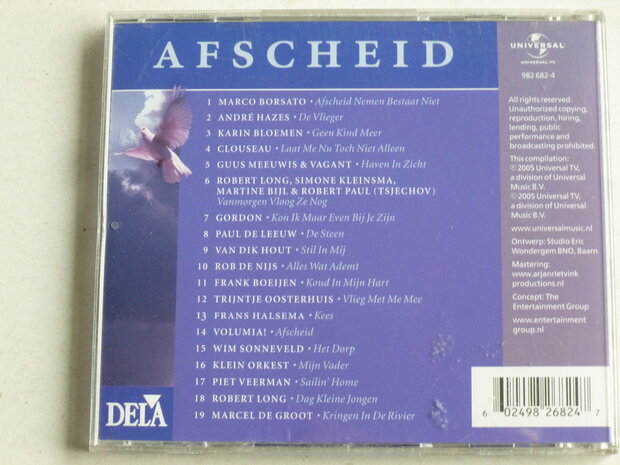 AFSCHEID
1 MARCO BORSATO • Afscheid Nemen Bestaat Niet
2 ANDRÉ HAZES • De Vlieger
3 KARIN BLOEMEN • Geen Kind Meer
4 CLOUSEAU • Laat Me Nu Toch Niet Alleen
5 GUUS MEEUWIS & VAGANT • Haven In Zicht
6 ROBERT LONG, SIMONE KLEINSMA,
MARTINE BIJL & ROBERT PAUL (TSJECHOV)
Vanmorgen Vloog Ze Nog
7 GORDON • Kon Ik Maar Even Bij Je Zijn
8 PAUL DE LEEUW • De Steen
9 VAN DIK HOUT • Stil In Mij
10 ROB DE NIJS • Alles Wat Ademt
11 FRANK BOEIJEN • Koud In Mijn Hart
12 TRIJNTJE OOSTERHUIS • Vlieg Met Me Mee
13 FRANS HALSEMA • Kees
14 VOLUMIA! • Afscheid
15 WIM SONNEVELD • Het Dorp
16 KLEIN ORKEST • Mijn Vader
17 PIET VEERMAN • Sailin' Home
18 ROBERT LONG • Dag Kleine Jongen
19 MARCEL DE GROOT • Kringen In De Rivier
DELA
UNIVERSAL
UNIVERSAL TV
982 682-4
All rights reserved.
Unauthorized copying,
reproduction, hiring,
lending, public
performance and
broadcasting prohibited.
This compilation:
℗ 2005 Universal TV,
a division of Universal
Music B.V.
© 2005 Universal TV,
a division of Universal
Music B.V.
www.universalmusic.nl
Ontwerp: Studio Eric
Wondergem BNO, Baarn
Mastering:
www.arjanrietvink
productions.nl
Concept: The
Entertainment Group
www.entertainment
group.nl
6 02498 26824 7